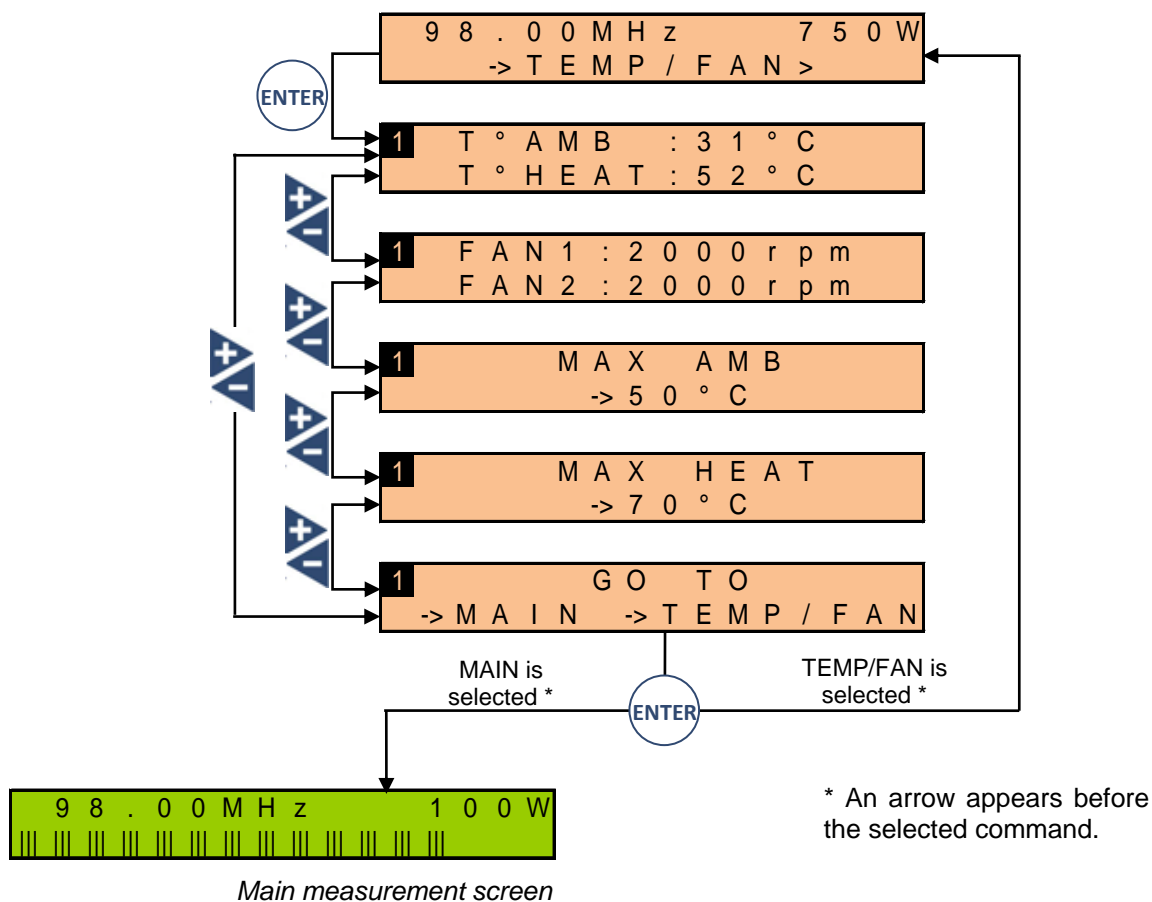 98.00MHz 750W
->TEMP/FAN>
ENTER
1 T°AMB :31°C
T°HEAT:52°C
+
-
1 FAN1:2000rpm
FAN2:2000rpm
+
-
+
-
1 MAX AMB
->50°C
+
-
1 MAX HEAT
->70°C
+
-
1 GO TO
->MAIN ->TEMP/FAN
MAIN is
selected *
TEMP/FAN is
selected *
ENTER
98.00MHz 100W
* An arrow appears before
the selected command.
Main measurement screen